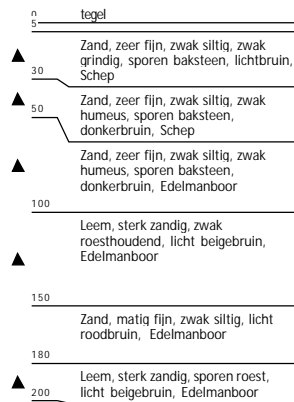 0
tegel
5
Zand, zeer fijn, zwak siltig, zwak
grindig, sporen baksteen, lichtbruin,
Schep
30
Zand, zeer fijn, zwak siltig, zwak
humeus, sporen baksteen,
donkerbruin, Schep
50
Zand, zeer fijn, zwak siltig, zwak
humeus, sporen baksteen,
donkerbruin, Edelmanboor
100
Leem, sterk zandig, zwak
roesthoudend, licht beigebruin,
Edelmanboor
150
Zand, matig fijn, zwak siltig, licht
roodbruin, Edelmanboor
180
Leem, sterk zandig, sporen roest,
licht beigebruin, Edelmanboor
200